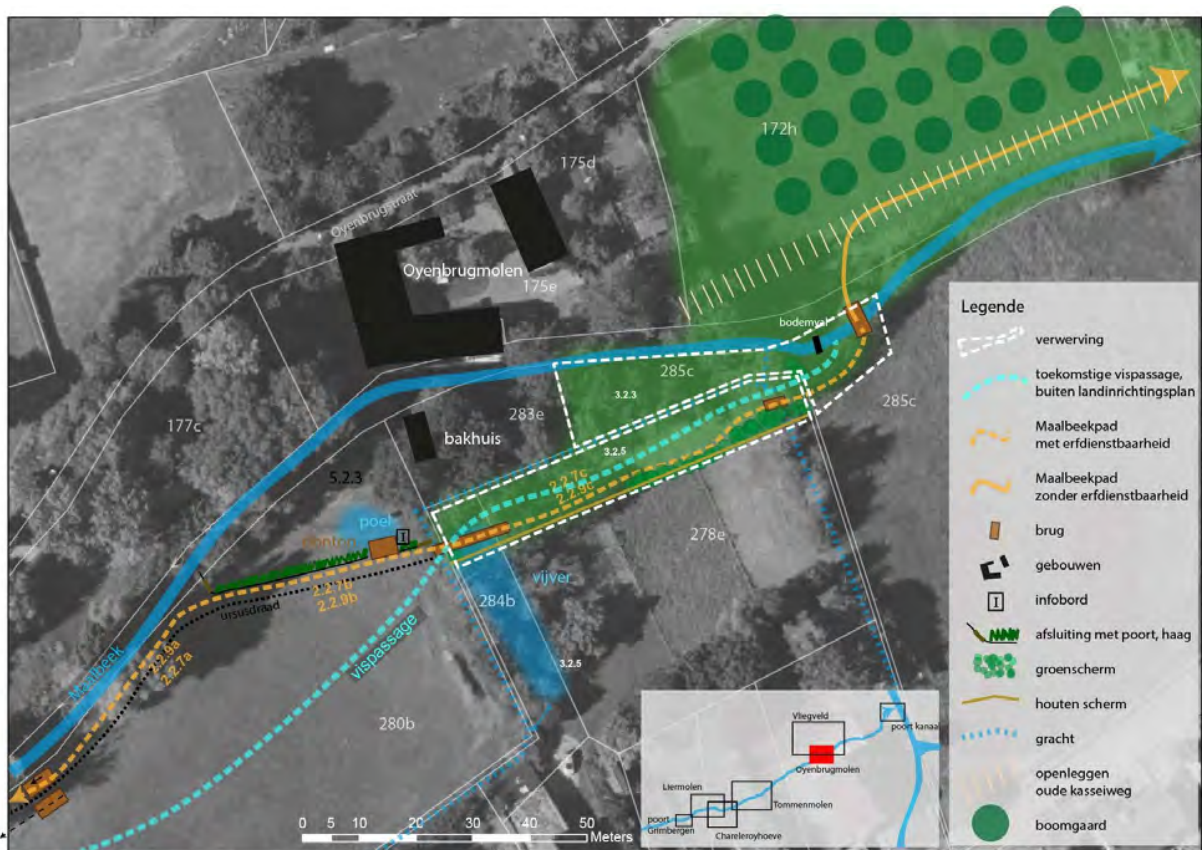 172h
175d
Oyenbrugstraat
Oyenbrugmolen
175e
bodemval
285c
3.2.3
283e
285c
177c
bakhuis
3.2.5
2.2.7c
2.2.9c
5.2.3
poel
I
ponton
278e
vijver
284b
2.2.7b
2.2.9b
ursusdraad
3.2.5
vispassage
Maalbeek
2.2.9a
2.2.7a
280b
0 5 10 20 30 40 50
Meters
Vliegveld
poort kanaal
Oyenbrugmolen
Liermolen
Tommenmolen
poort
Grimbergen
Charleroyhoeve
Legende
verwerving
toekomstige vispassage,
buiten landinrichtingsplan
Maalbeekpad
met erfdienstbaarheid
Maalbeekpad
zonder erfdienstbaarheid
brug
gebouwen
I infobord
afsluiting met poort, haag
groenscherm
houten scherm
gracht
openleggen
oude kasseiweg
boomgaard